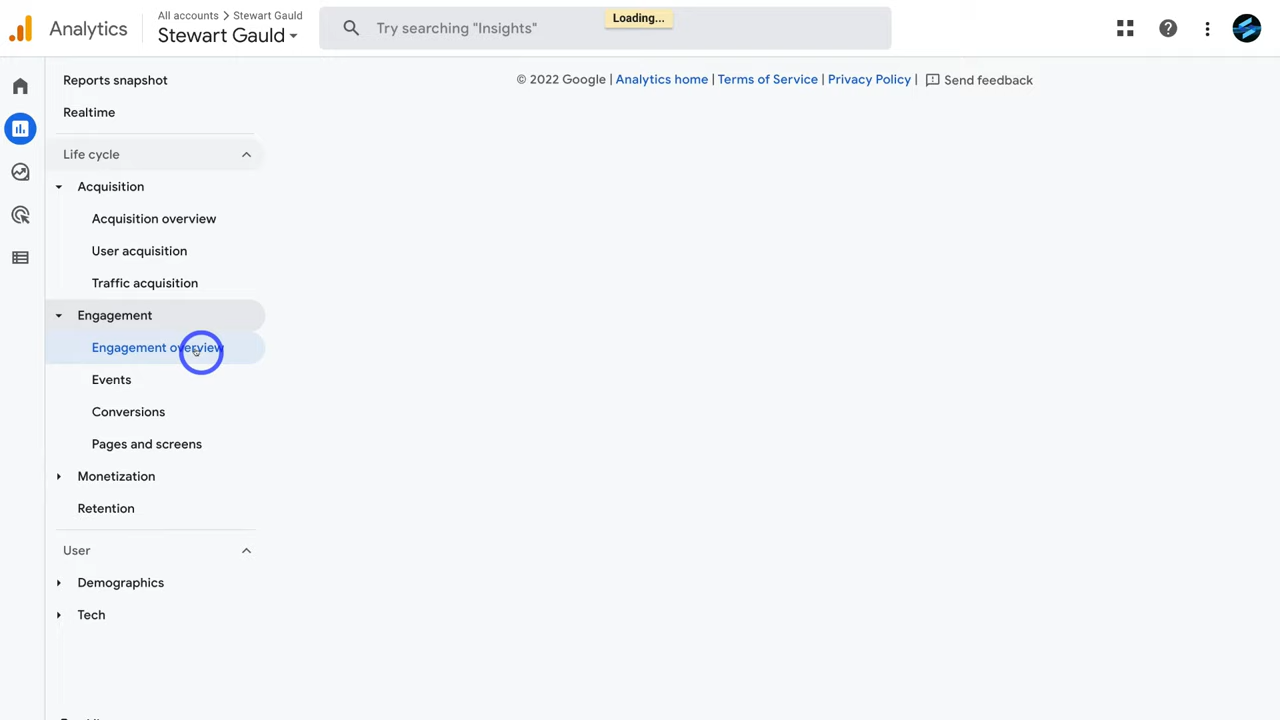 Analytics
All accounts > Stewart Gauld
Stewart Gauld
Try searching "Insights"
Loading...
Reports snapshot
© 2022 Google | Analytics home | Terms of Service | Privacy Policy | Send feedback
Realtime
Life cycle
Acquisition
Acquisition overview
User acquisition
Traffic acquisition
Engagement
Engagement overview
Events
Conversions
Pages and screens
Monetization
Retention
User
Demographics
Tech